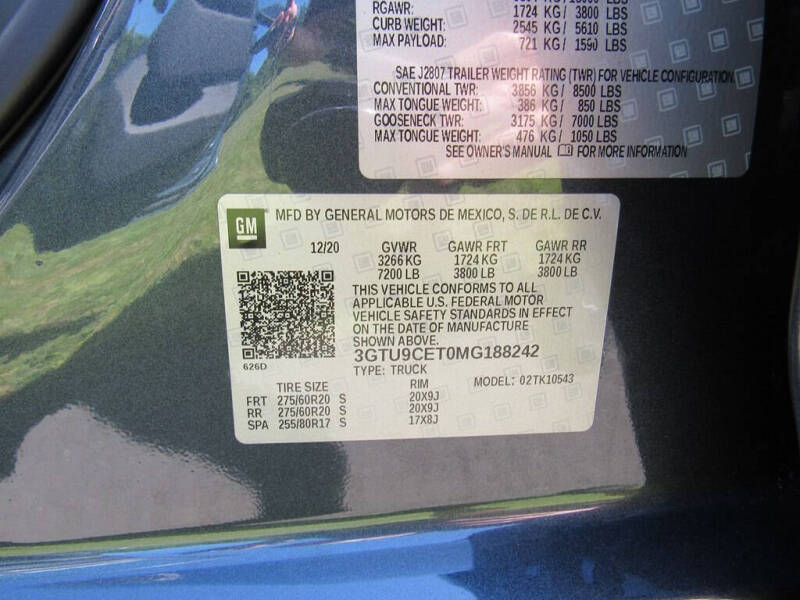 RGAWR: 1724 KG/ 3800 LBS
CURB WEIGHT: 2545 KG/ 5610 LBS
MAX PAYLOAD: 721 KG/ 1590 LBS
SAE J2807 TRAILER WEIGHT RATING (TWR) FOR VEHICLE CONFIGURATION
CONVENTIONAL TWR: 3856 KG/ 8500 LBS
MAX TONGUE WEIGHT: 386 KG/ 850 LBS
GOOSENECK TWR: 3175 KG/ 7000 LBS
MAX TONGUE WEIGHT: 476 KG/ 1050 LBS
SEE OWNER'S MANUAL FOR MORE INFORMATION
GM MFD BY GENERAL MOTORS DE MEXICO, S. DE R.L. DE C.V.
12/20 GVWR GAWR FRT GAWR RR
3266 KG 1724 KG 1724 KG
7200 LB 3800 LB 3800 LB
THIS VEHICLE CONFORMS TO ALL
APPLICABLE U.S. FEDERAL MOTOR
VEHICLE SAFETY STANDARDS IN EFFECT
ON THE DATE OF MANUFACTURE
SHOWN ABOVE.
3GTU9CET0MG188242
626D TYPE: TRUCK
TIRE SIZE RIM MODEL: 02TK10543
FRT 275/60R20 S 20X9J
RR 275/60R20 S 20X9J
SPA 255/80R17 S 17X8J